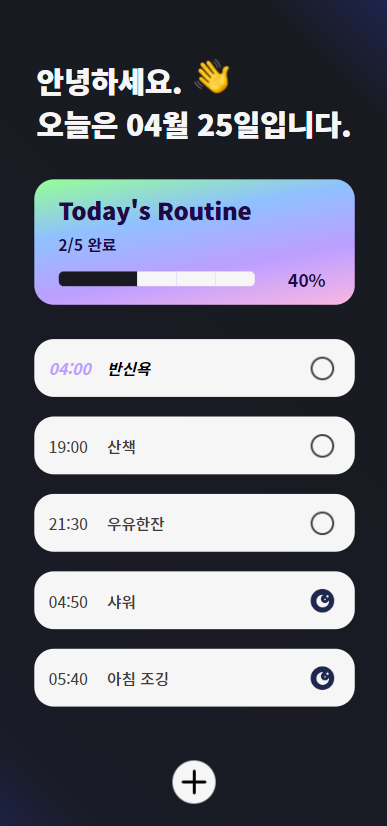 안녕하세요. 👋
오늘은 04월 25일입니다.
Today's Routine
2/5 완료
40%
04:00 반신욕
19:00 산책
21:30 우유한잔
04:50 샤워
05:40 아침 조깅